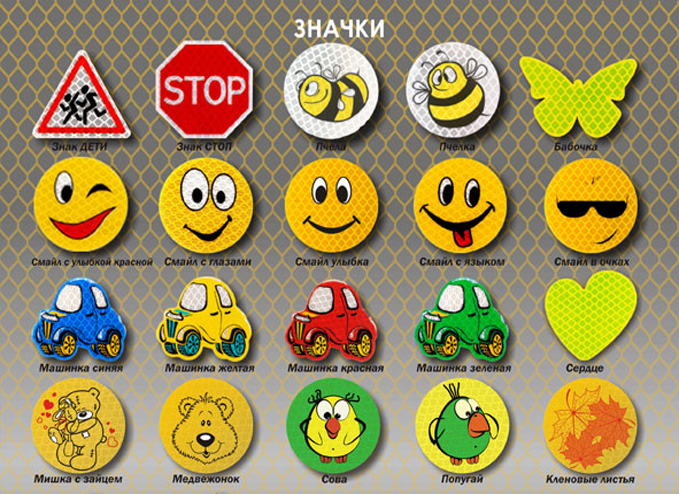 ЗНАЧКИ
STOP
Знак ДЕТИ
Знак СТОП
Пчела
Пчелка
Бабочка
Смайл с улыбкой красной
Смайл с глазами
Смайл улыбка
Смайл с языком
Смайл в очках
Машинка синяя
Машинка желтая
Машинка красная
Машинка зеленая
Сердце
Мишка с зайцем
Медвежонок
Сова
Попугай
Кленовые листья